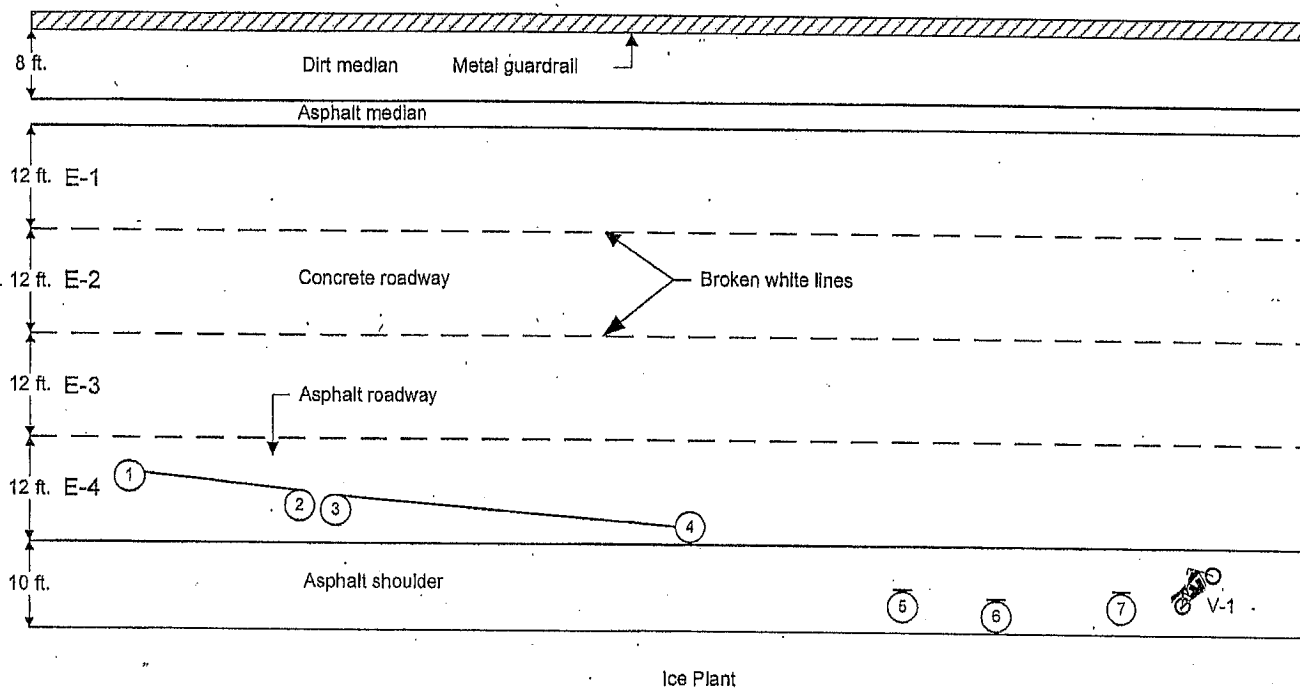 8 ft.
Dirt median
Metal guardrail
Asphalt median
12 ft. E-1
12 ft. E-2
Concrete roadway
Broken white lines
12 ft. E-3
Asphalt roadway
12 ft. E-4
1
2
3
4
10 ft.
Asphalt shoulder
5
6
7
V-1
Ice Plant